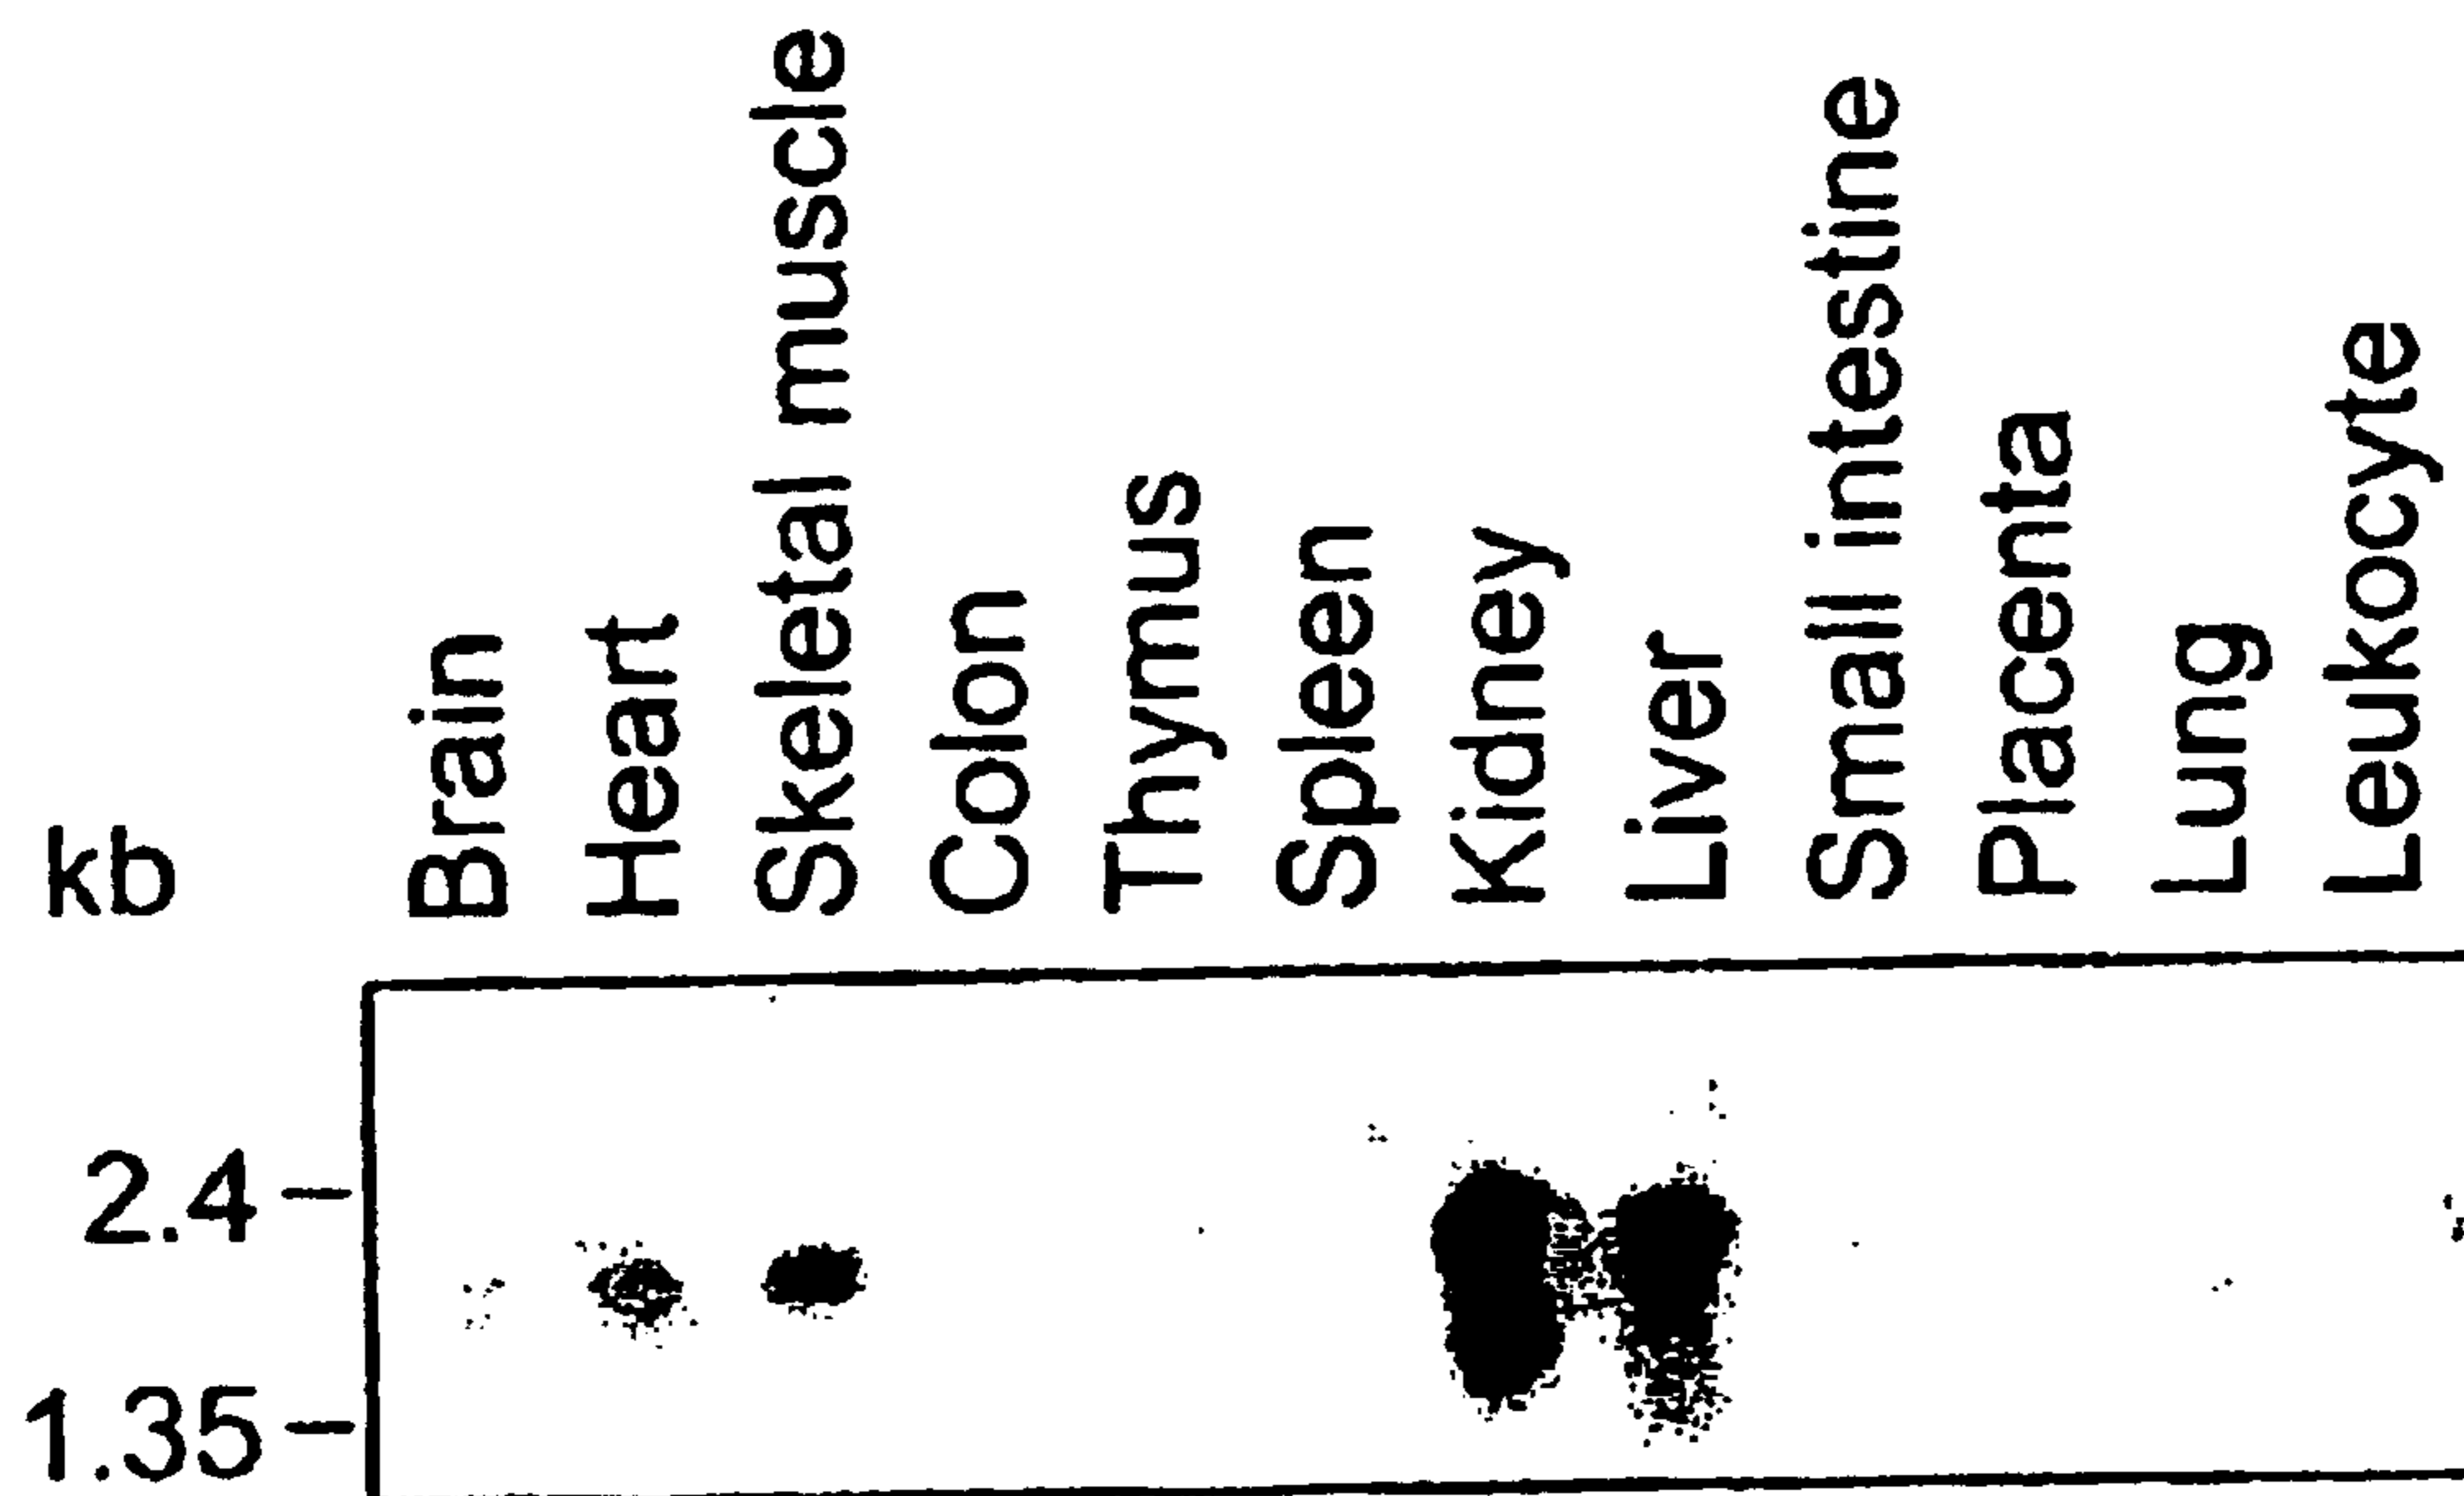 kb
Brain
Heart
Skeletal muscle
Colon
Thymus
Spleen
Kidney
Liver
Small intestine
Placenta
Lung
Leukocyte
2.4
1.35